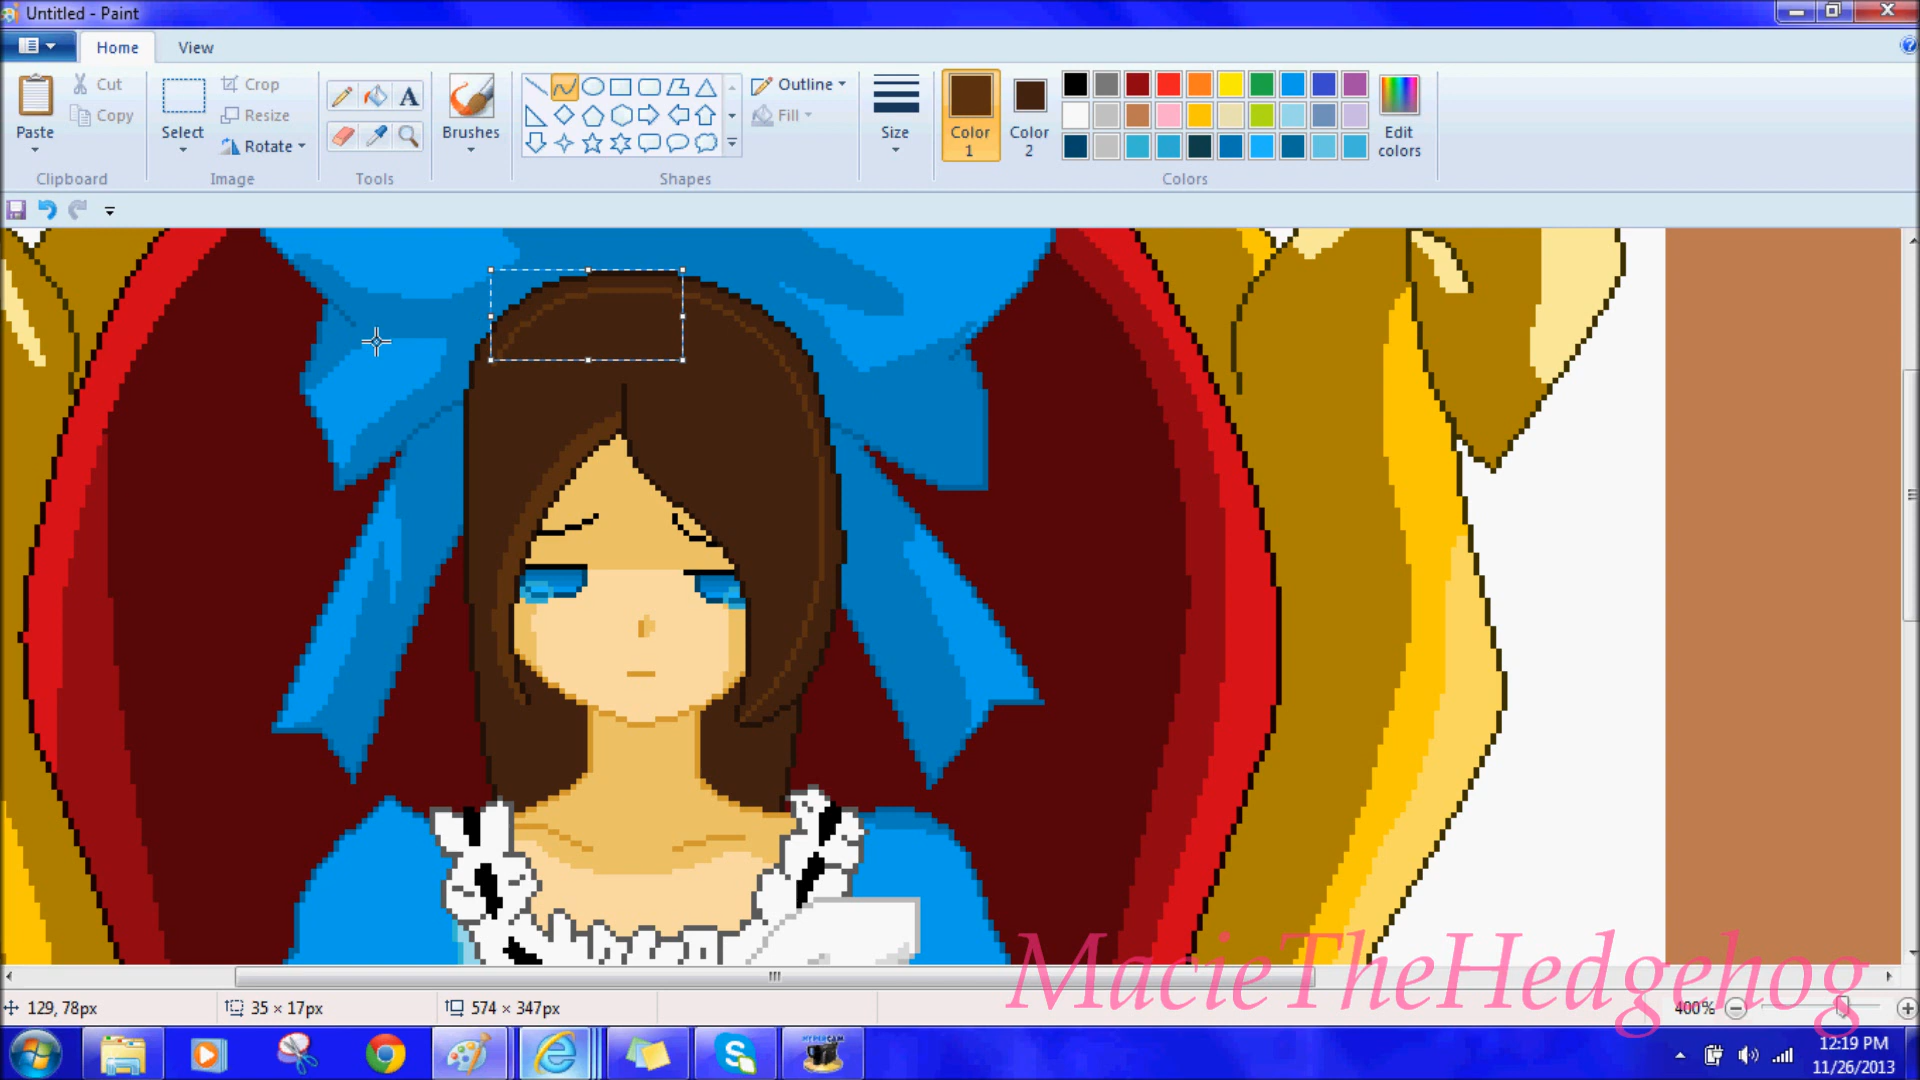 Untitled - Paint
Home View
Paste
Cut
Copy
Clipboard
Select
Crop
Resize
Rotate
Image
A
Tools
Brushes
Shapes
Outline
Fill
Size
Color 1
Color 2
Colors
Edit colors
129, 78px
35 × 17px
574 × 347px
400%
MacieTheHedgehog
HYPERCAM
12:19 PM
11/26/2013